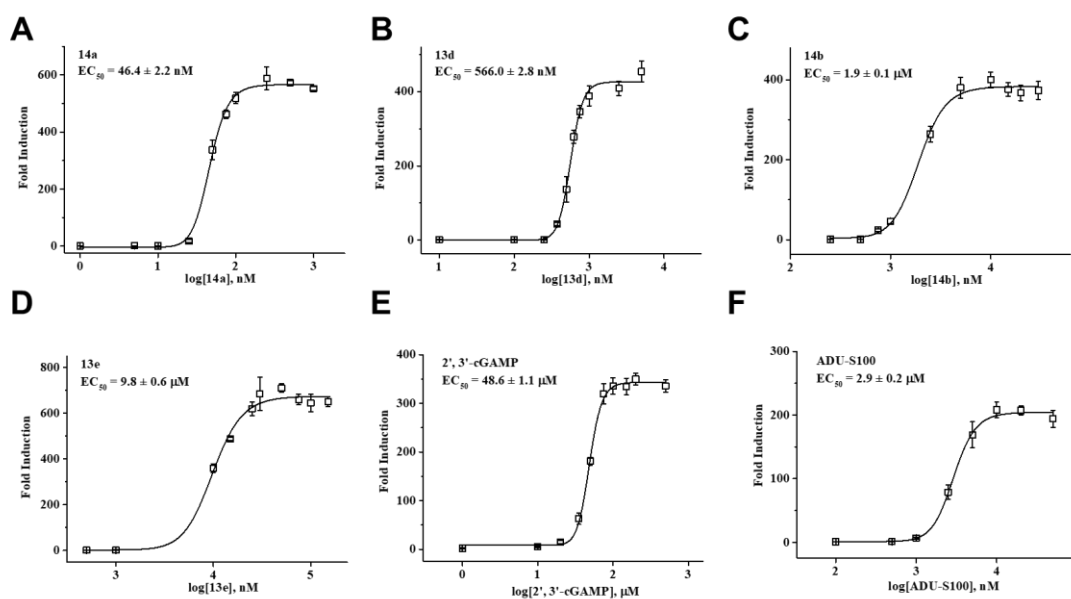 A
14a
EC50 = 46.4 ± 2.2 nM
Fold Induction
600
400
200
0
0 1 2 3
log[14a], nM
B
13d
EC50 = 566.0 ± 2.8 nM
Fold Induction
400
200
0
1 2 3 4
log[13d], nM
C
14b
EC50 = 1.9 ± 0.1 μM
Fold Induction
400
200
0
2 3 4
log[14b], nM
D
13e
EC50 = 9.8 ± 0.6 μM
Fold Induction
800
600
400
200
0
3 4 5
log[13e], nM
E
2', 3'-cGAMP
EC50 = 48.6 ± 1.1 μM
Fold Induction
400
300
200
100
0
0 1 2 3
log[2', 3'-cGAMP], μM
F
ADU-S100
EC50 = 2.9 ± 0.2 μM
Fold Induction
300
200
100
0
2 3 4
log[ADU-S100], nM